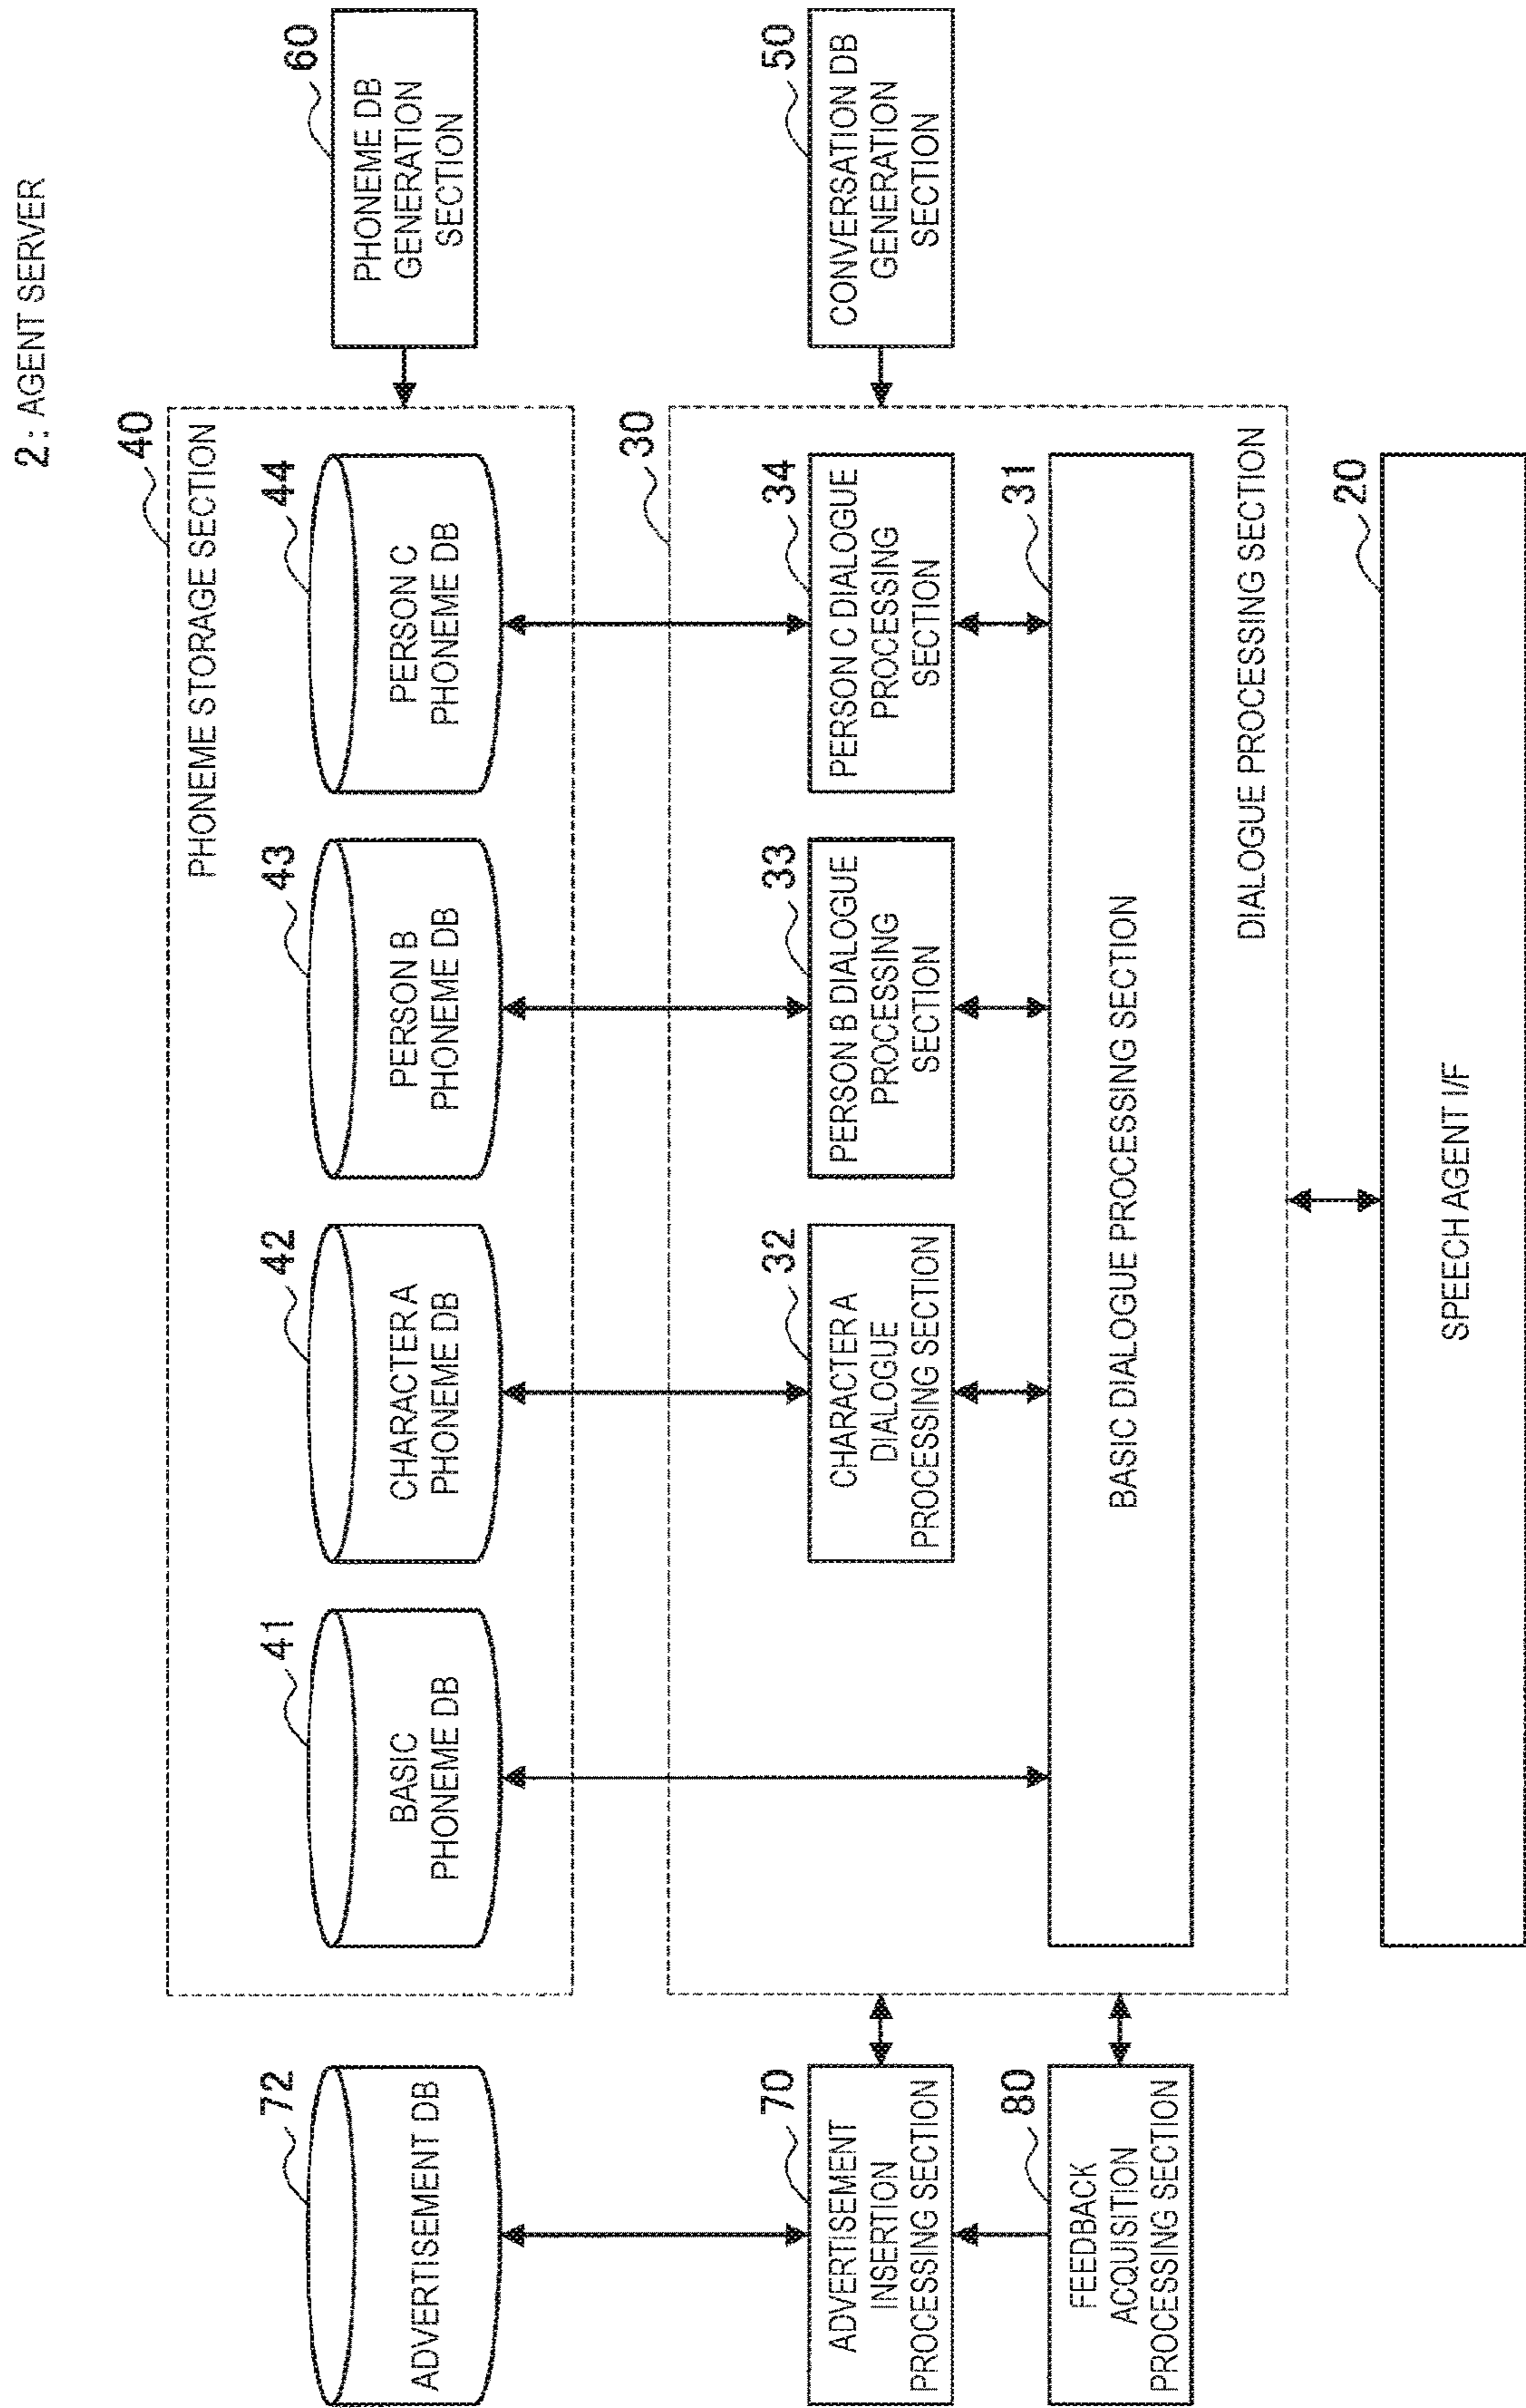 2: AGENT SERVER
40
PHONEME STORAGE SECTION
72
ADVERTISEMENT DB
41
BASIC
PHONEME DB
42
CHARACTER A
PHONEME DB
43
PERSON B
PHONEME DB
44
PERSON C
PHONEME DB
60
PHONEME DB
GENERATION
SECTION
30
70
ADVERTISEMENT
INSERTION
PROCESSING SECTION
32
CHARACTER A
DIALOGUE
PROCESSING SECTION
33
PERSON B DIALOGUE
PROCESSING
SECTION
34
PERSON C DIALOGUE
PROCESSING
SECTION
50
CONVERSATION DB
GENERATION
SECTION
80
FEEDBACK
ACQUISITION
PROCESSING SECTION
31
BASIC DIALOGUE PROCESSING SECTION
DIALOGUE PROCESSING SECTION
20
SPEECH AGENT I/F